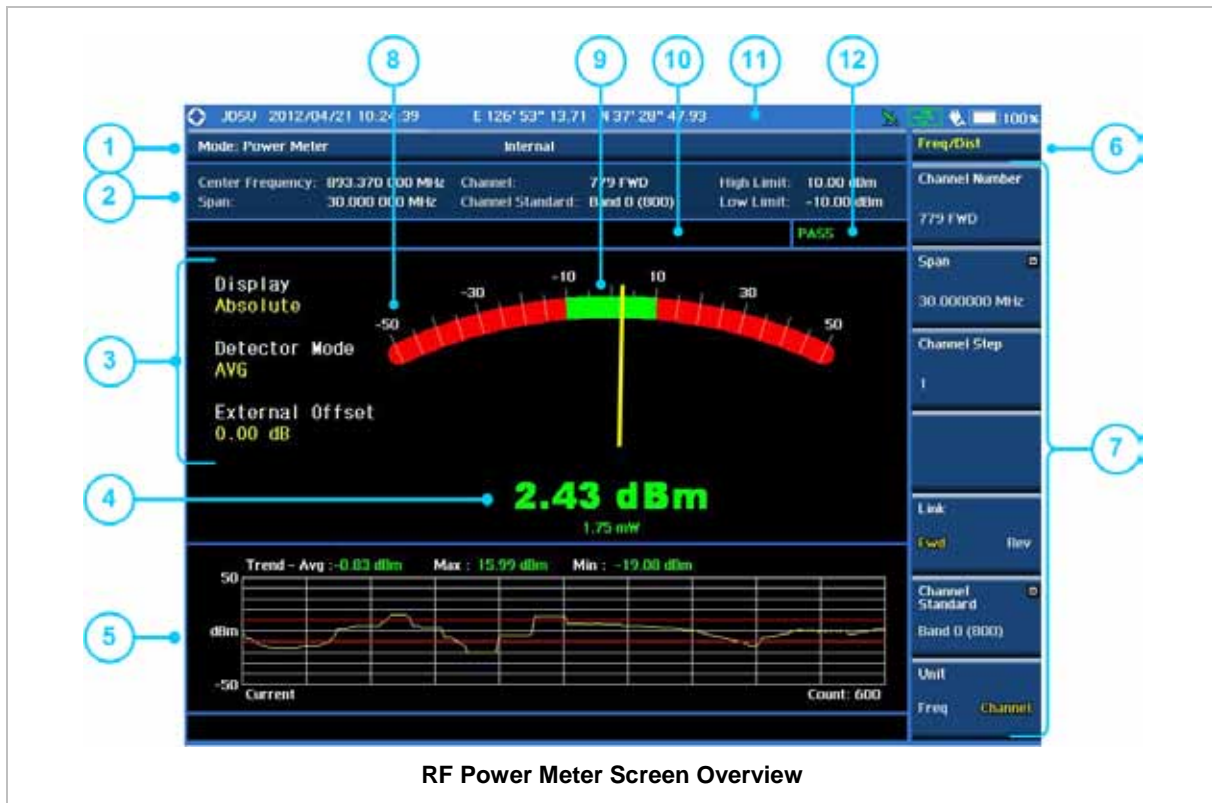 8 9 10 11 12
JDSU 2012/04/21 10:24:39 E 126° 53" 13.71 N 37° 28" 47.93 100%
1 Mode: Power Meter Internal Freq/Dist 6
2 Center Frequency: 893.370 000 MHz Channel: 779 FWD High Limit: 10.00 dBm
Span: 30.000 000 MHz Channel Standard: Band 0 (800) Low Limit: -10.00 dBm
PASS
Channel Number
779 FWD
Span
30.000000 MHz
Channel Step
1
Link
Fwd Rev
Channel
Standard
Band 0 (800)
Unit
Freq Channel
7
3
Display
Absolute
Detector Mode
AVG
External Offset
0.00 dB
-50 -30 -10 10 30 50
4 2.43 dBm
1.75 mW
5
Trend - Avg : -0.83 dBm Max : 15.99 dBm Min : -19.00 dBm
50
dBm
-50
Current Count: 600
RF Power Meter Screen Overview